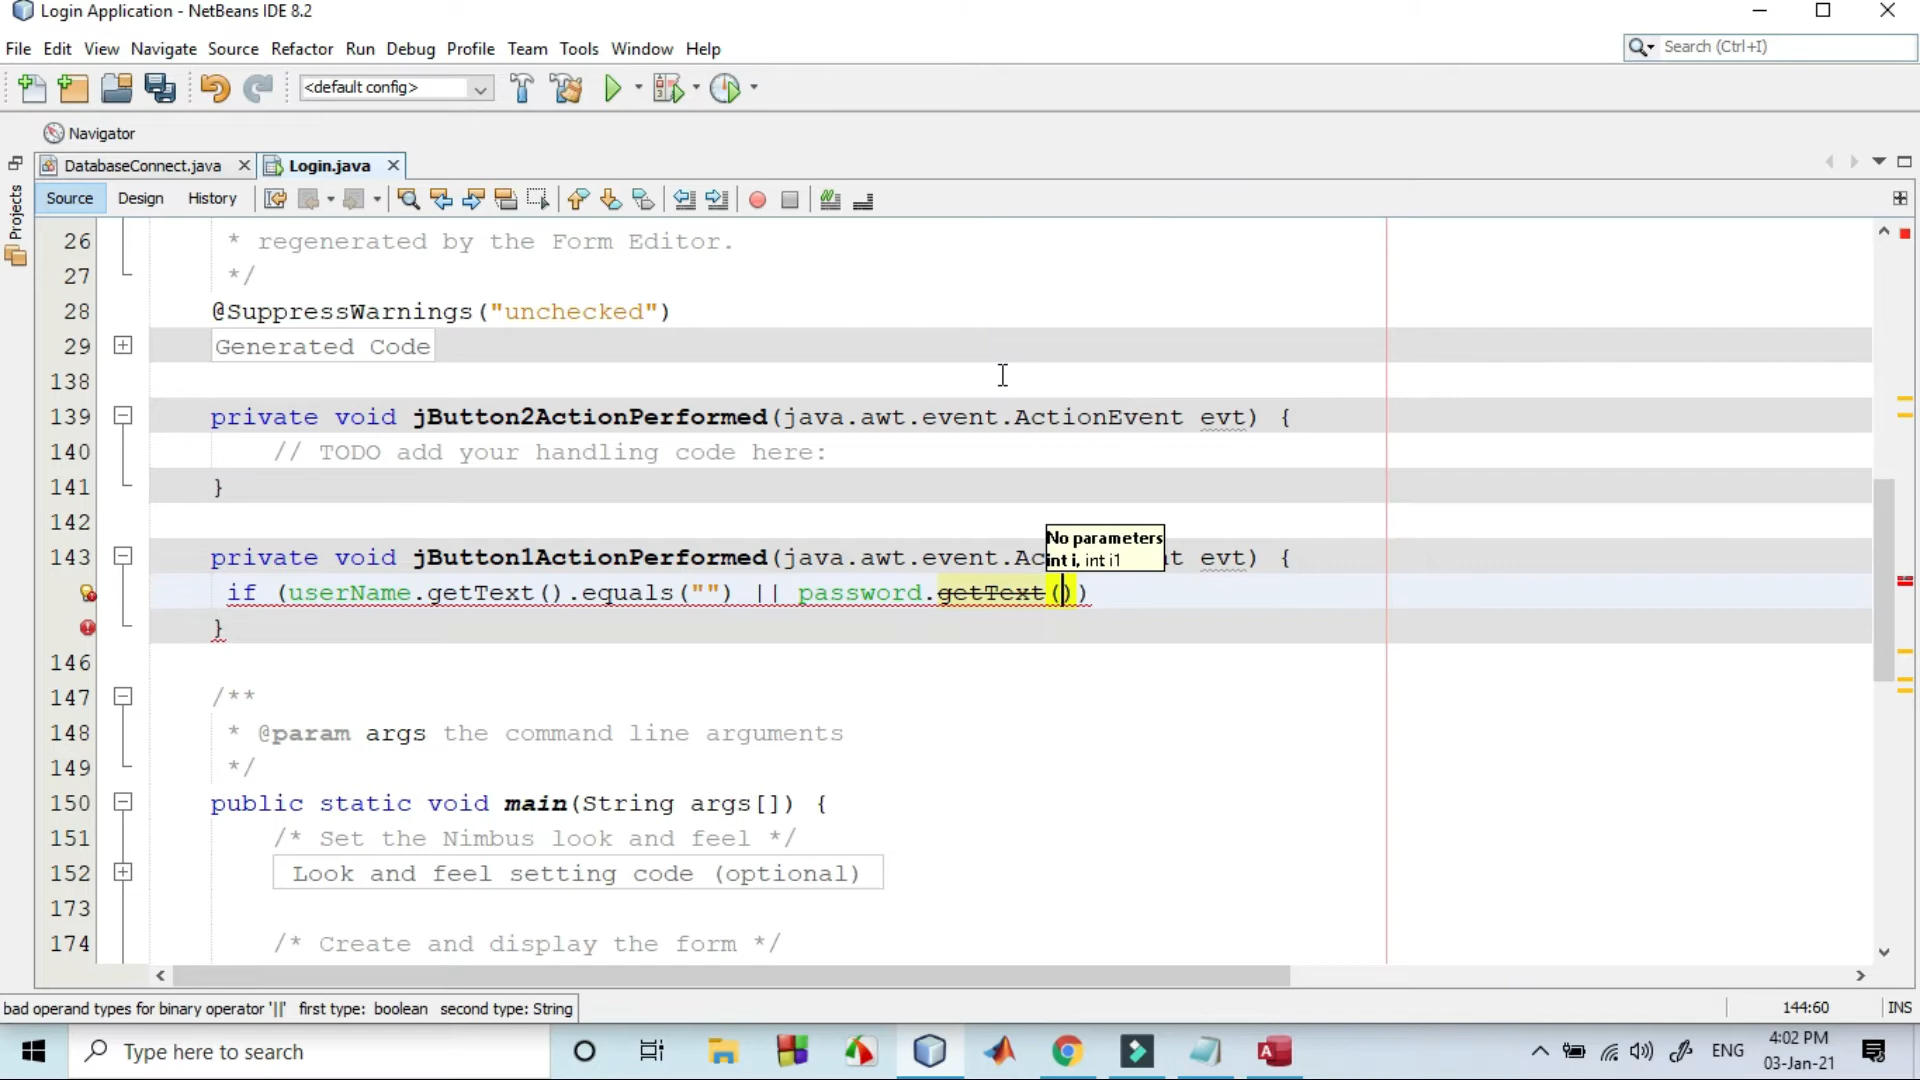 Login Application - NetBeans IDE 8.2
File Edit View Navigate Source Refactor Run Debug Profile Team Tools Window Help
Search (Ctrl+I)
<default config>
Navigator
Projects
DatabaseConnect.java Login.java
Source Design History
26 * regenerated by the Form Editor.
27 */
28 @SuppressWarnings("unchecked")
29 Generated Code
138
139 private void jButton2ActionPerformed(java.awt.event.ActionEvent evt) {
140 // TODO add your handling code here:
141 }
142
No parameters
int i, int i1
143 private void jButton1ActionPerformed(java.awt.event.Ac t evt) {
if (userName.getText().equals("") || password.getText())
}
146
147 /**
148 * @param args the command line arguments
149 */
150 public static void main(String args[]) {
151 /* Set the Nimbus look and feel */
152 Look and feel setting code (optional)
173
174 /* Create and display the form */
bad operand types for binary operator '||' first type: boolean second type: String
144:60 INS
Type here to search
ENG
4:02 PM
03-Jan-21